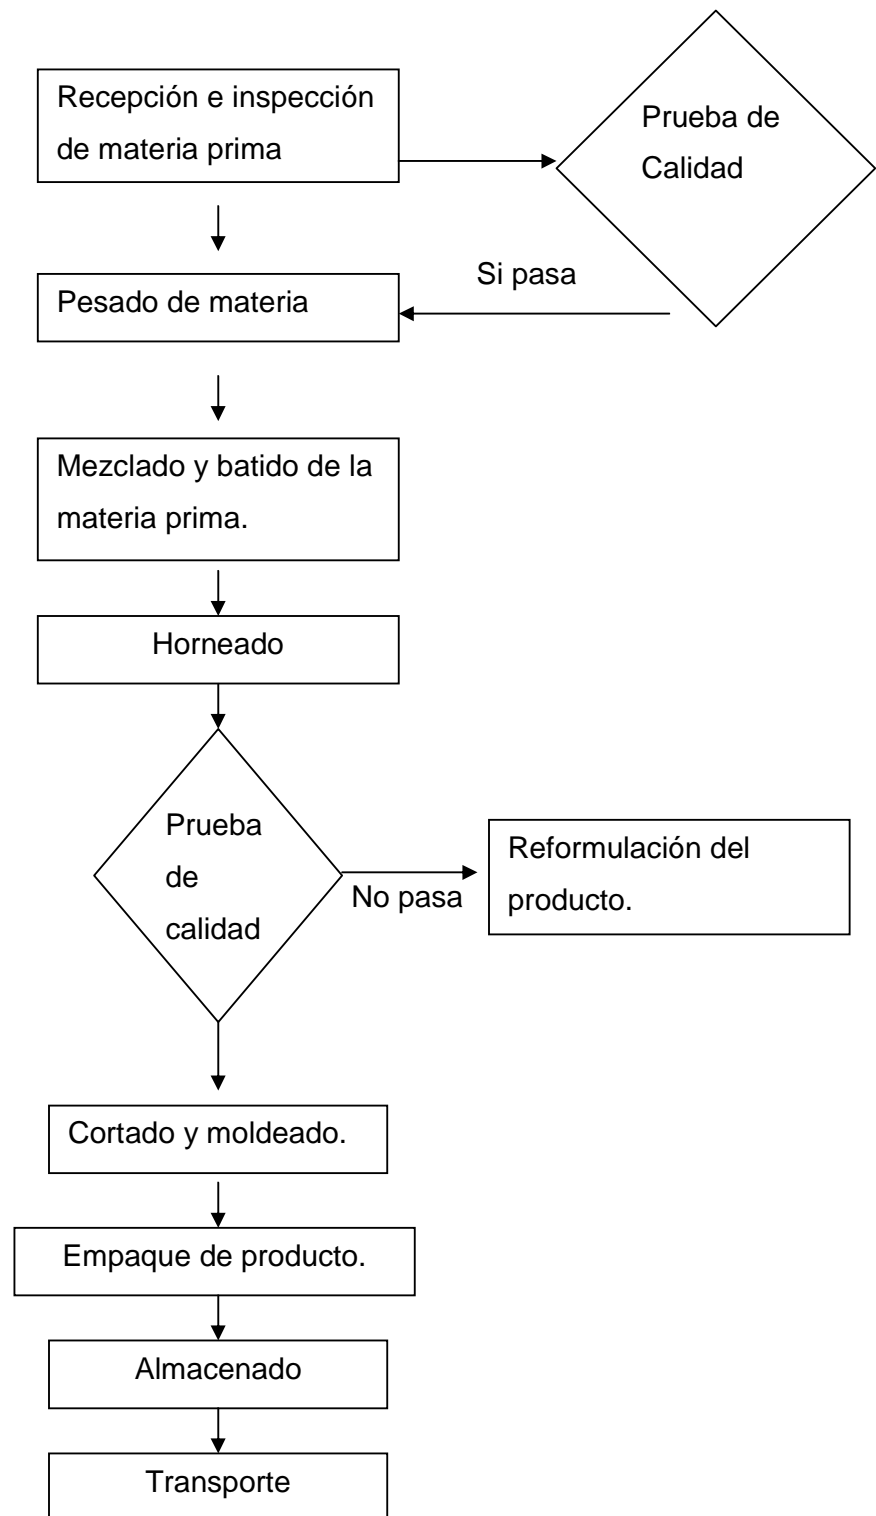 Recepción e inspección
de materia prima
Prueba de
Calidad
Si pasa
Pesado de materia
Mezclado y batido de la
materia prima.
Horneado
Prueba
de
calidad
No pasa
Reformulación del
producto.
Cortado y moldeado.
Empaque de producto.
Almacenado
Transporte